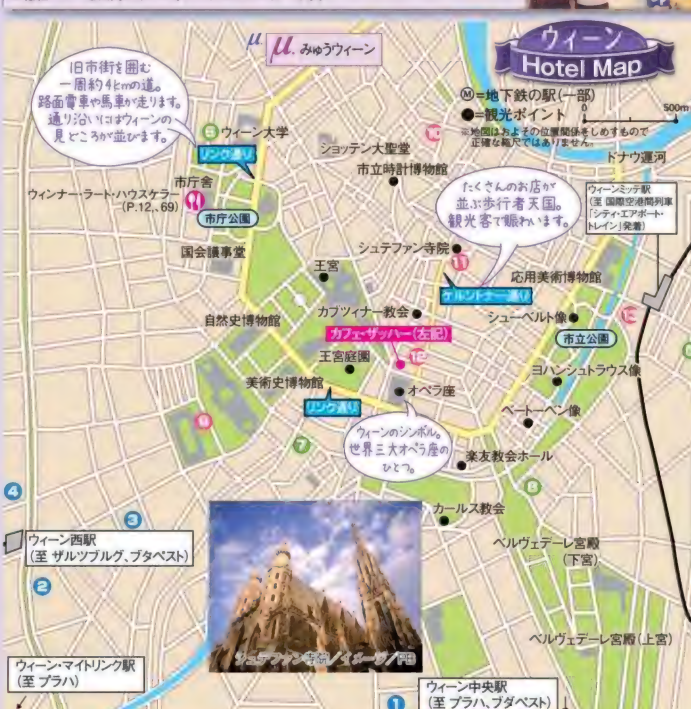 μ. μ. みゅうウィーン
ウィーン
Hotel Map
旧市街を囲む
一周約4kmの道。
路面電車や馬車が走ります。
通り沿いにはウィーンの
見どころが並びます。
Ⓜ=地下鉄の駅(一部)
●=観光ポイント
※地図はおよその位置関係をしめすもので
正確な縮尺ではありません。
0 500m
ドナウ運河
ウィーン大学
リンク通り
ショッテン大聖堂
市立時計博物館
市庁舎
ウィンナー・ラート・ハウスケラー
(P.12、69)
市庁公園
国会議事堂
たくさんのお店が
並ぶ歩行者天国。
観光客で賑わいます。
ウィーンミッテ駅
(至 国際空港間列車
「シティ・エアポート・
トレイン」発着)
シュテファン寺院
11
王宮
応用美術博物館
ケルントナー通り
自然史博物館
カプツィナー教会
シューベルト像
カフェ・ザッハー(左記)
市立公園
12
王宮庭園
ヨハンシュトラウス像
美術史博物館
オペラ座
リンク通り
ベートーベン像
ウィーンのシンボル。
世界三大オペラ座の
ひとつ。
7
楽友教会ホール
4
3
カールス教会
8
ウィーン西駅
(至 ザルツブルグ、ブタペスト)
ベルヴェデーレ宮殿
(下宮)
2
シュテファン寺院/イメージ/PB
ベルヴェデーレ宮殿(上宮)
ウィーン・マイトリンク駅
(至 プラハ)
1
ウィーン中央駅
(至 プラハ、ブダペスト)